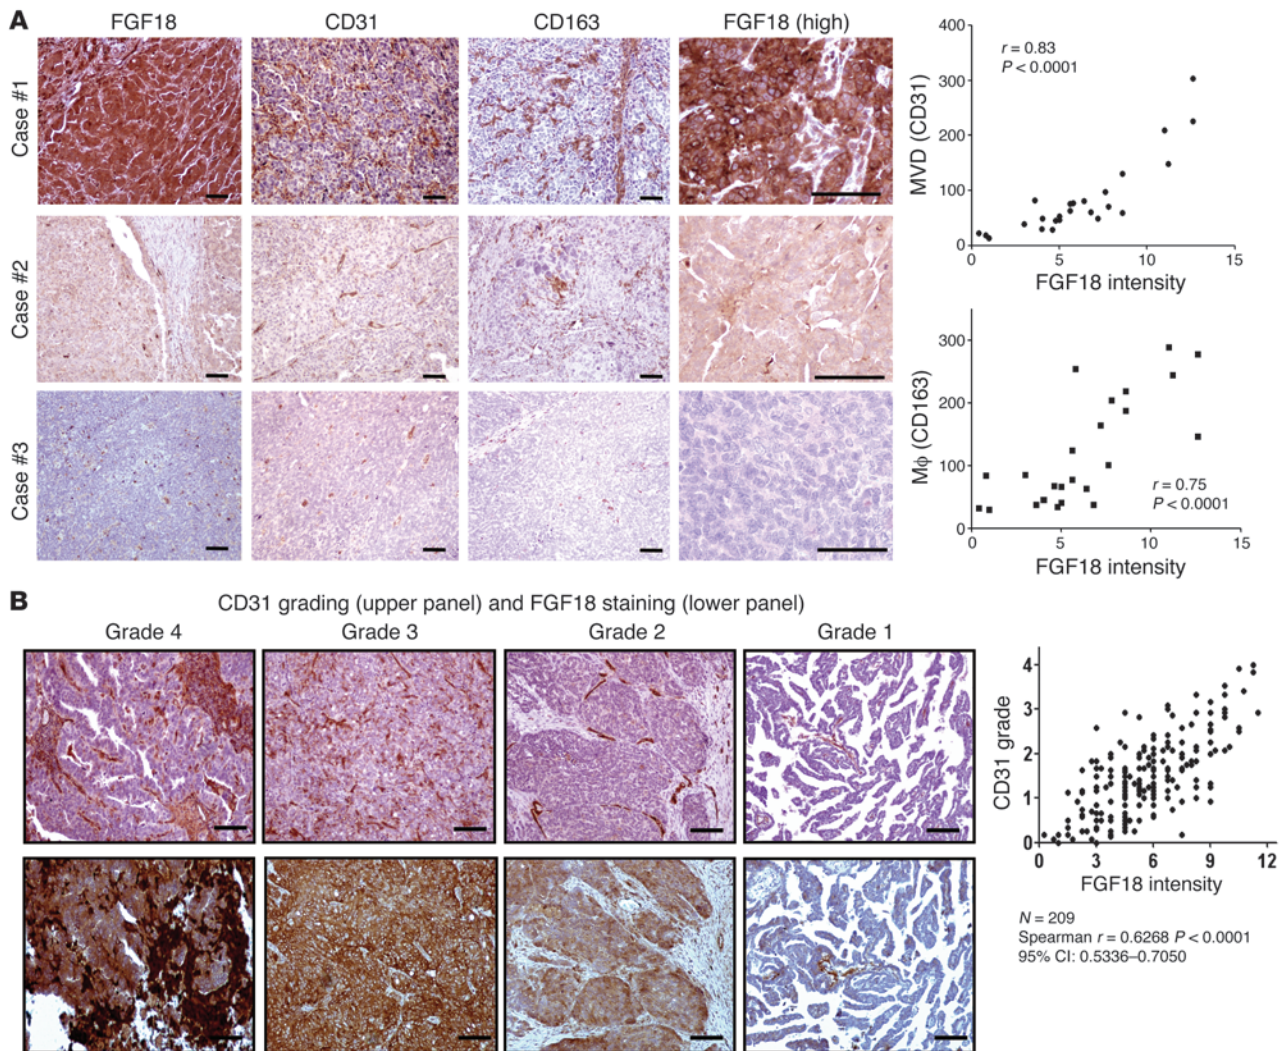 A
FGF18 CD31 CD163 FGF18 (high)
Case #1
Case #2
Case #3
400
300
200
100
0
0 5 10 15
MVD (CD31)
r = 0.83
P < 0.0001
FGF18 intensity
300
200
100
0
0 5 10 15
Mϕ (CD163)
r = 0.75
P < 0.0001
FGF18 intensity
B
CD31 grading (upper panel) and FGF18 staining (lower panel)
Grade 4 Grade 3 Grade 2 Grade 1
4
3
2
1
0
0 3 6 9 12
CD31 grade
FGF18 intensity
N = 209
Spearman r = 0.6268 P < 0.0001
95% CI: 0.5336–0.7050